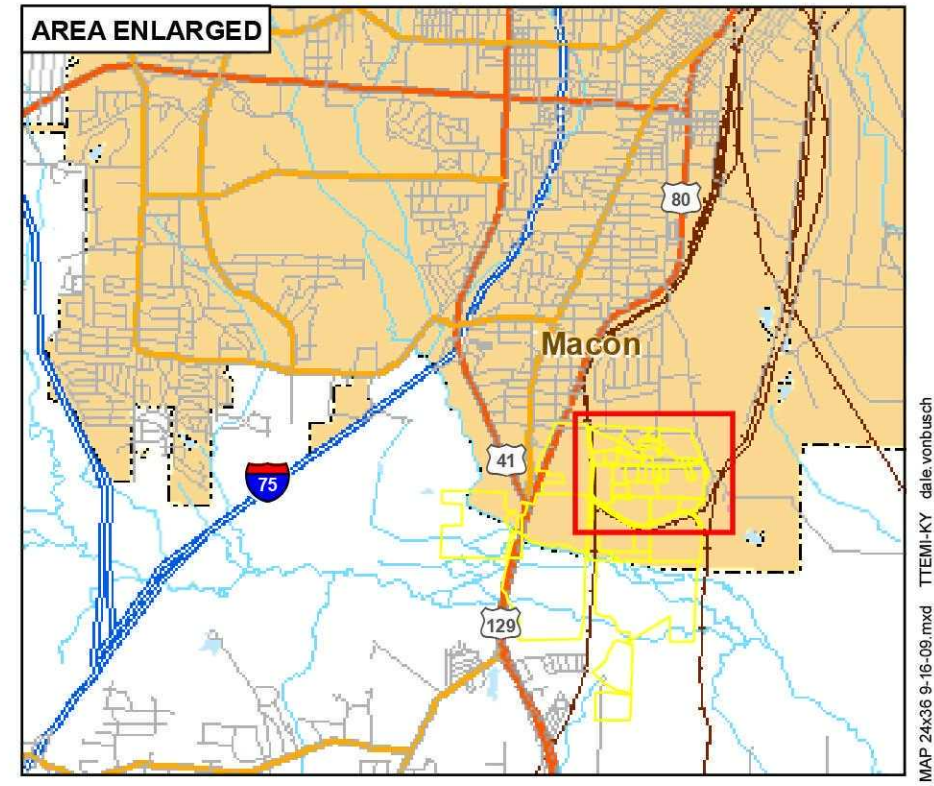 AREA ENLARGED
80
Macon
41
75
129
MAP 24x36 9-16-09.mxd TTEMI-KY dale.vonbusch